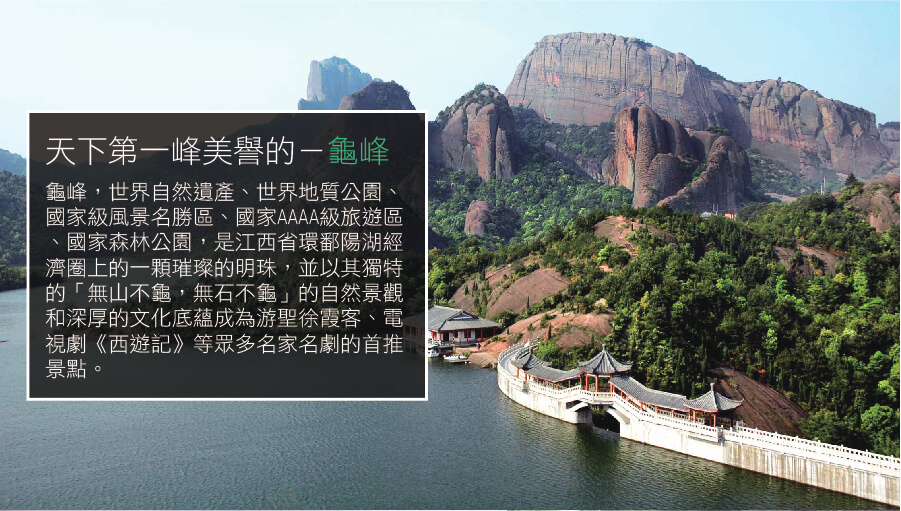 天下第一峰美譽的－龜峰
龜峰，世界自然遺產、世界地質公園、
國家級風景名勝區、國家AAAA級旅遊區
、國家森林公園，是江西省環鄱陽湖經
濟圈上的一顆璀璨的明珠，並以其獨特
的「無山不龜，無石不龜」的自然景觀
和深厚的文化底蘊成為游聖徐霞客、電
視劇《西遊記》等眾多名家名劇的首推
景點。